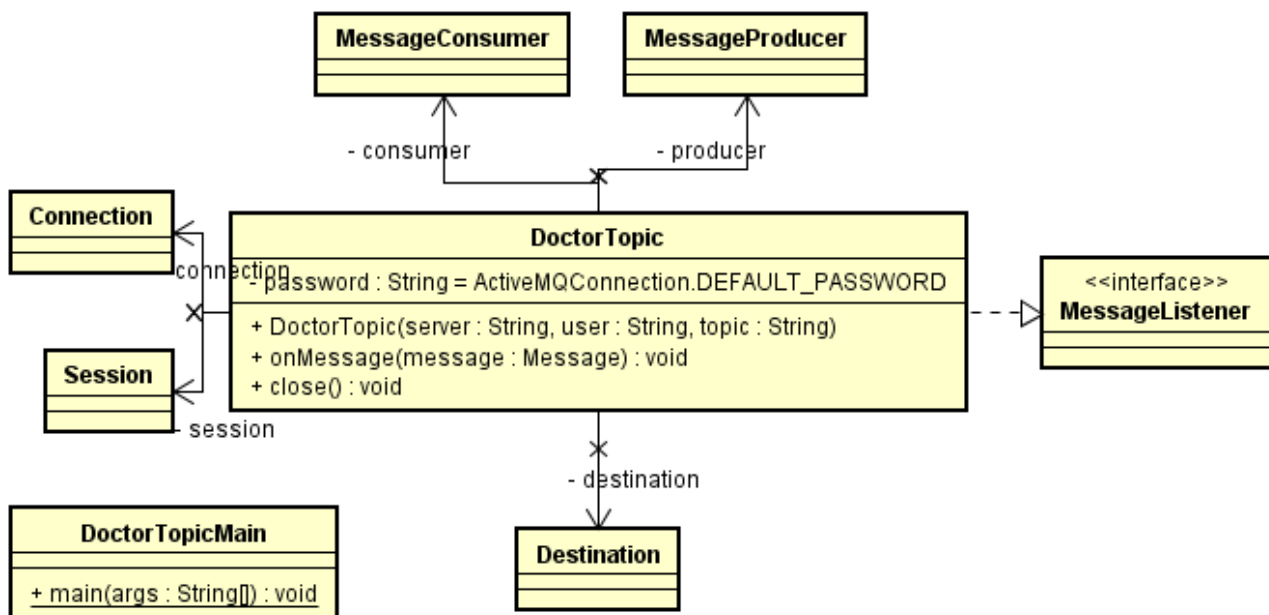 MessageConsumer
MessageProducer
- consumer
- producer
Connection
connection
DoctorTopic
- password : String = ActiveMQConnection.DEFAULT_PASSWORD
+ DoctorTopic(server : String, user : String, topic : String)
+ onMessage(message : Message) : void
+ close() : void
<<interface>>
MessageListener
Session
- session
- destination
Destination
DoctorTopicMain
+ main(args : String[]) : void